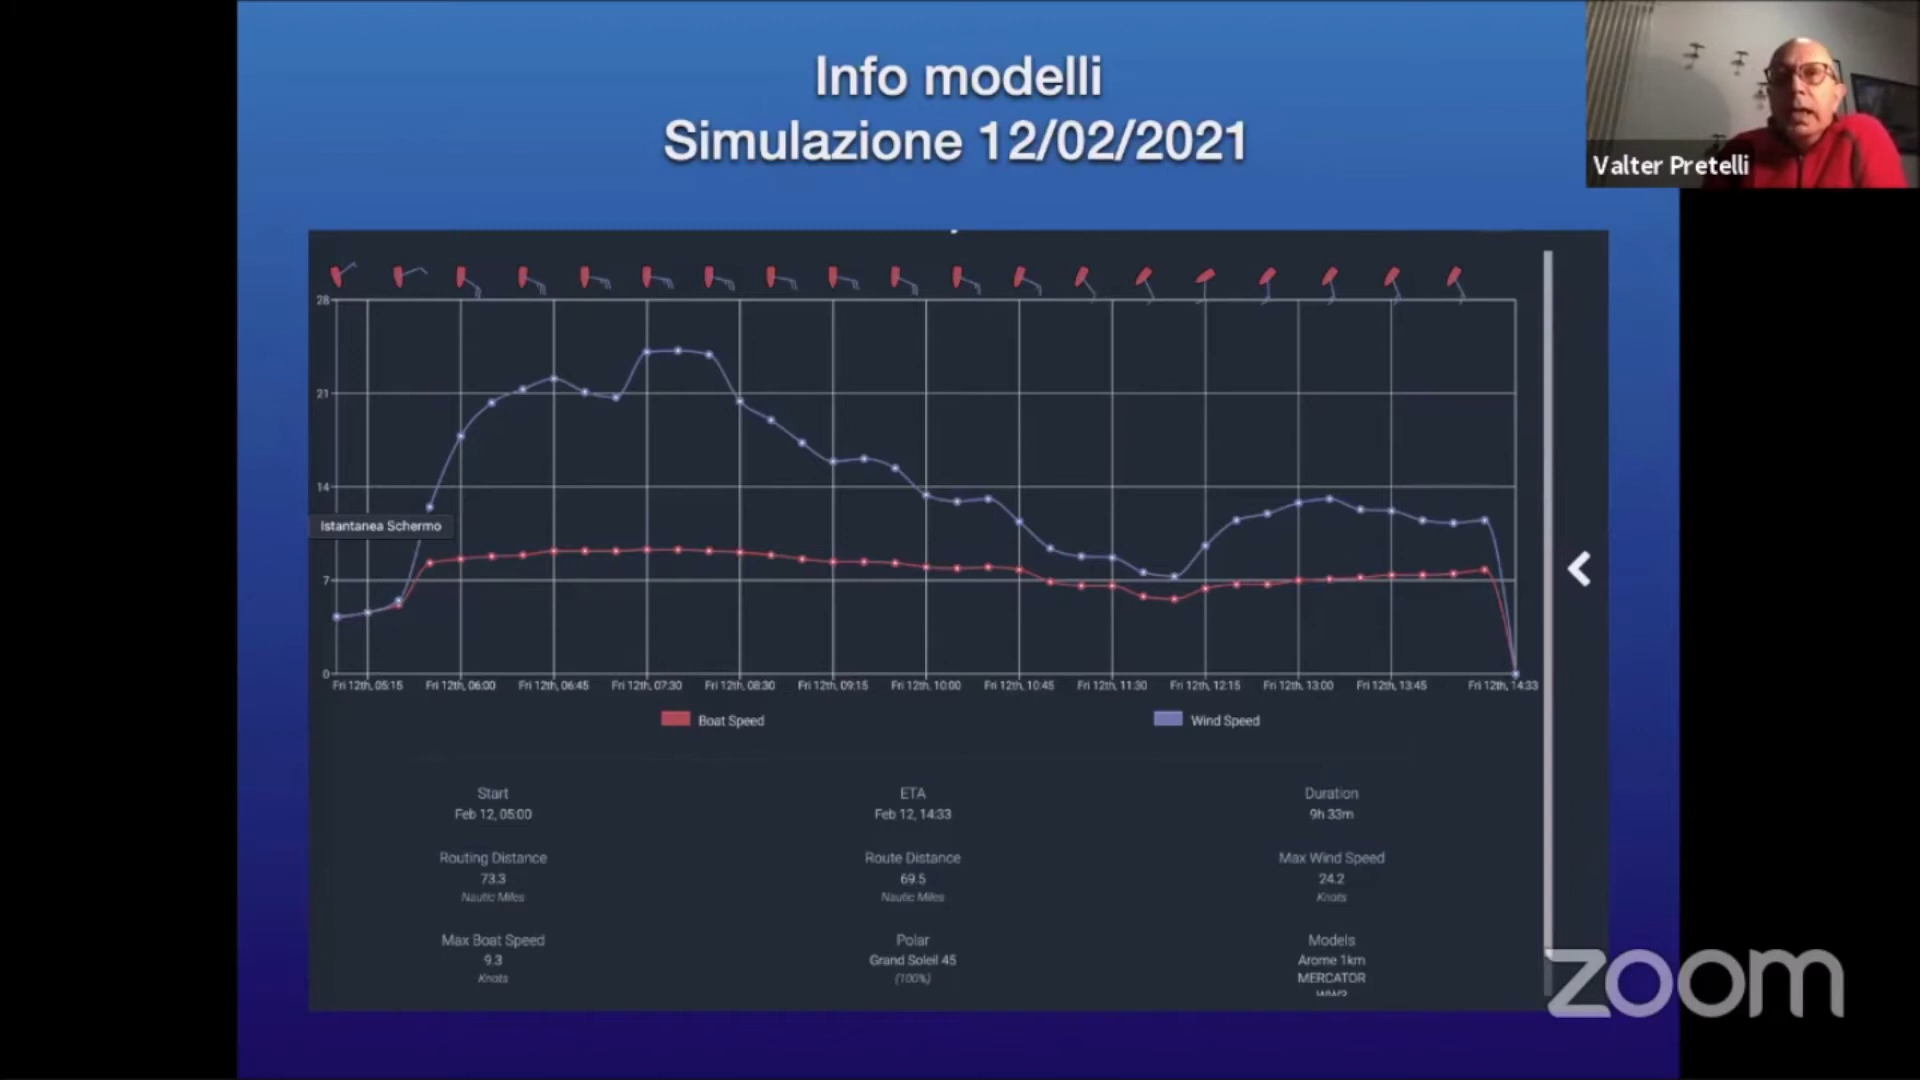 Info modelli
Simulazione 12/02/2021
Valter Pretelli
28
21
14
7
0
Istantanea Schermo
Fri 12th, 05:15 Fri 12th, 06:00 Fri 12th, 06:45 Fri 12th, 07:30 Fri 12th, 08:30 Fri 12th, 09:15 Fri 12th, 10:00 Fri 12th, 10:45 Fri 12th, 11:30 Fri 12th, 12:15 Fri 12th, 13:00 Fri 12th, 13:45 Fri 12th, 14:33
Boat Speed Wind Speed
Start ETA Duration
Feb 12, 05:00 Feb 12, 14:33 9h 33m
Routing Distance Route Distance Max Wind Speed
73.3 69.5 24.2
Nautic Miles Nautic Miles Knots
Max Boat Speed Polar Models
9.3 Grand Soleil 45 Arome 1km
Knots (100%) MERCATOR
zoom